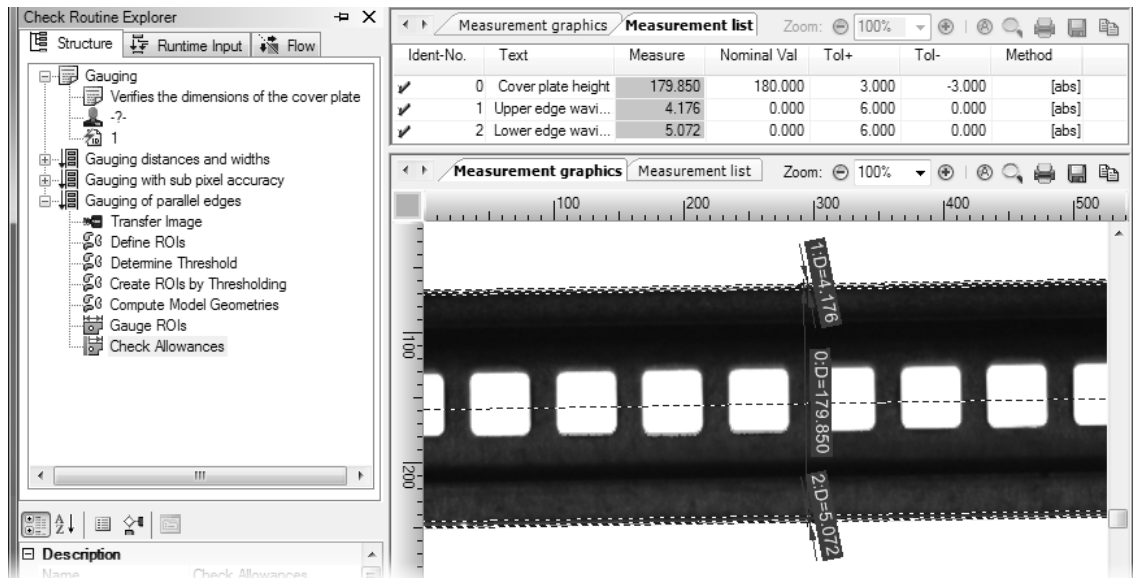 Check Routine Explorer
Structure Runtime Input Flow
Gauging
Verifies the dimensions of the cover plate
-?-
1
Gauging distances and widths
Gauging with sub pixel accuracy
Gauging of parallel edges
Transfer Image
Define ROIs
Determine Threshold
Create ROIs by Thresholding
Compute Model Geometries
Gauge ROIs
Check Allowances
Description
Name Check Allowances
Measurement graphics Measurement list Zoom: 100%
Ident-No. Text Measure Nominal Val Tol+ Tol- Method
0 Cover plate height 179.850 180.000 3.000 -3.000 [abs]
1 Upper edge wavi... 4.176 0.000 6.000 0.000 [abs]
2 Lower edge wavi... 5.072 0.000 6.000 0.000 [abs]
Measurement graphics Measurement list Zoom: 100%
100 200 300 400 500
100
200
1:D=4.176
0:D=179.850
2:D=5.072